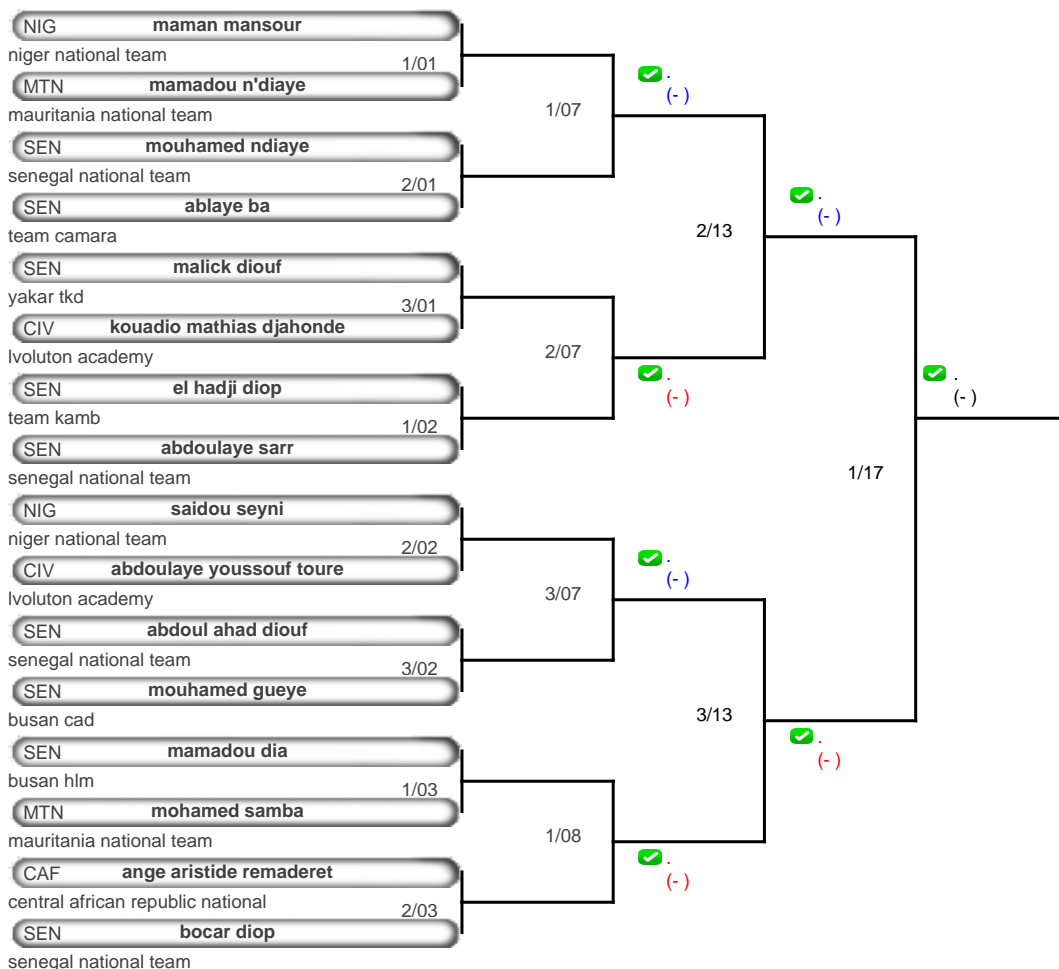 NIG maman mansour
niger national team
1/01
MTN mamadou n'diaye
mauritania national team
SEN mouhamed ndiaye
senegal national team
2/01
SEN ablaye ba
team camara
SEN malick diouf
yakar tkd
3/01
CIV kouadio mathias djahonde
lvoluton academy
SEN el hadji diop
team kamb
1/02
SEN abdoulaye sarr
senegal national team
NIG saidou seyni
niger national team
2/02
CIV abdoulaye youssouf toure
lvoluton academy
SEN abdoul ahad diouf
senegal national team
3/02
SEN mouhamed gueye
busan cad
SEN mamadou dia
busan hlm
1/03
MTN mohamed samba
mauritania national team
CAF ange aristide remaderet
central african republic national
2/03
SEN bocar diop
senegal national team
1/07
2/07
3/07
1/08
.
(- )
.
(- )
.
(- )
.
(- )
2/13
3/13
.
(- )
.
(- )
1/17
.
(- )